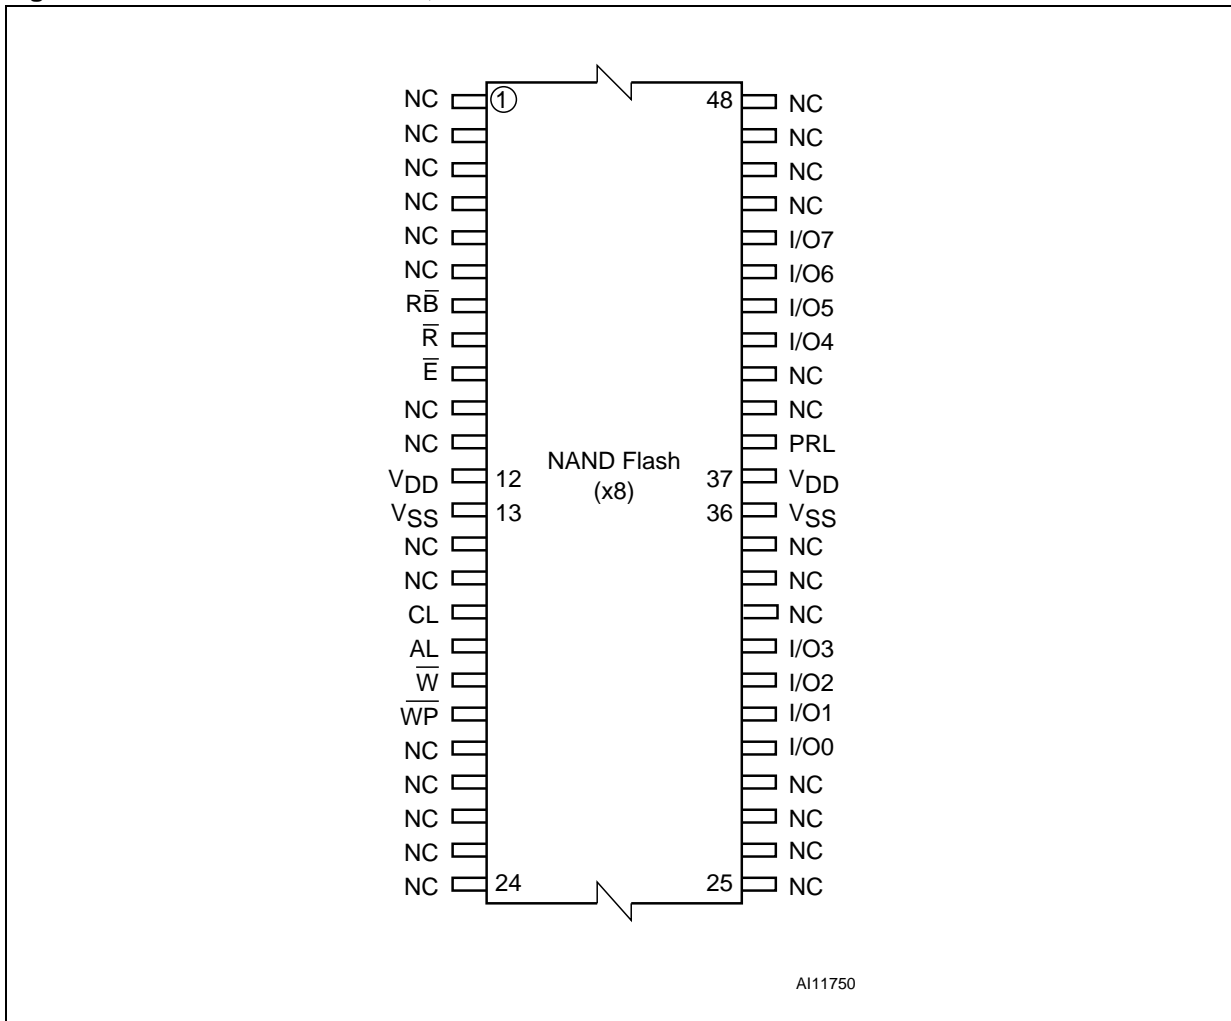 NC 1 48 NC
NC NC
NC NC
NC NC
NC I/O7
NC I/O6
RB̅ I/O5
R̅ I/O4
E̅ NC
NC NC
NC PRL
NAND Flash
(x8)
VDD 12 37 VDD
VSS 13 36 VSS
NC NC
NC NC
CL NC
AL I/O3
W̅ I/O2
W̅P̅ I/O1
NC I/O0
NC NC
NC NC
NC NC
NC 24 25 NC
AI11750